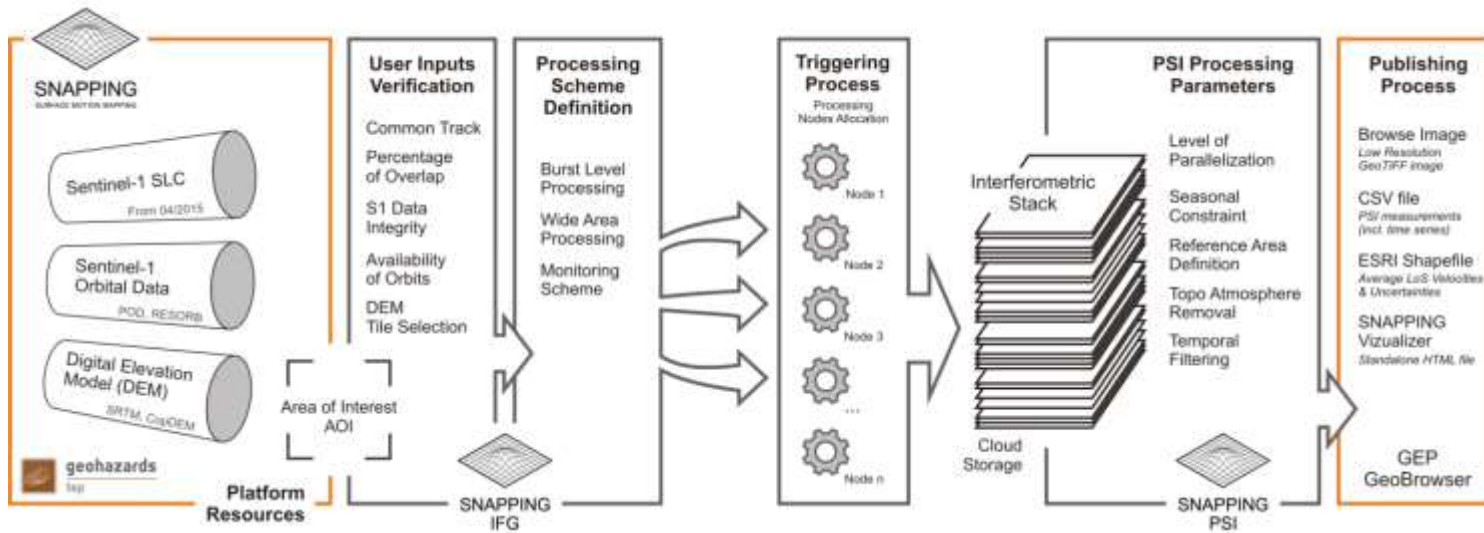 SNAPPING
SURFACE MOTION MAPPING
Sentinel-1 SLC
From 04/2015
Sentinel-1
Orbital Data
POD, RESORB
Digital Elevation
Model (DEM)
SRTM, CopDEM
geohazards
tep
Platform
Resources
Area of Interest
AOI
User Inputs
Verification
Common Track
Percentage
of Overlap
S1 Data
Integrity
Availability
of Orbits
DEM
Tile Selection
SNAPPING
IFG
Processing
Scheme
Definition
Burst Level
Processing
Wide Area
Processing
Monitoring
Scheme
Triggering
Process
Processing
Nodes Allocation
Node 1
Node 2
Node 3
...
Node n
Interferometric
Stack
Cloud
Storage
PSI Processing
Parameters
Level of
Parallelization
Seasonal
Constraint
Reference Area
Definition
Topo Atmosphere
Removal
Temporal
Filtering
SNAPPING
PSI
Publishing
Process
Browse Image
Low Resolution
GeoTIFF image
CSV file
PSI measurements
(incl. time series)
ESRI Shapefile
Average LoS Velocities
& Uncertainties
SNAPPING
Vizualizer
Standalone HTML file
GEP
GeoBrowser